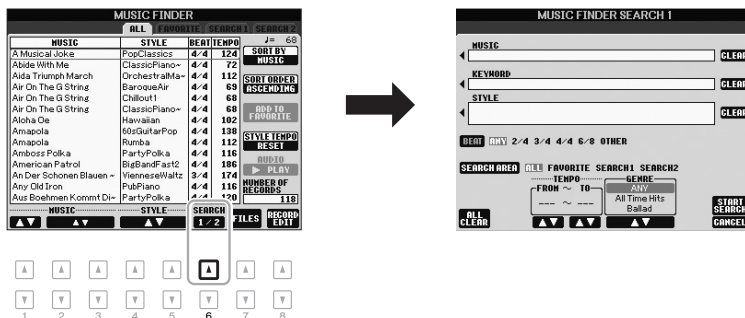 MUSIC FINDER
ALL FAVORITE SEARCH 1 SEARCH 2
MUSIC STYLE BEAT TEMPO ♩= 68
A Musical Joke PopClassics 4/4 124
Abide With Me ClassicPiano~ 4/4 72
Aida Triumph March OrchestralMa~ 4/4 112
Air On The G String BaroqueAir 4/4 69
Air On The G String Chillout1 4/4 68
Air On The G String ClassicPiano~ 4/4 68
Aloha Oe Hawaiian 4/4 102
Amapola 60sGuitarPop 4/4 138
Amapola Rumba 4/4 112
Amboss Polka PartyPolka 4/4 116
American Patrol BigBandFast2 4/4 186
An Der Schonen Blauen ~ VienneseWaltz 3/4 174
Any Old Iron PubPiano 4/4 116
Aus Boehmen Kommt Di~ PartyPolka 4/4 120
SORT BY
MUSIC
SORT ORDER
ASCENDING
ADD TO
FAVORITE
STYLE TEMPO
RESET
AUDIO
▶ PLAY
NUMBER OF
RECORDS
118
MUSIC STYLE SEARCH
▲▼ ▲▼ ▲▼ 1 / 2 FILES RECORD
EDIT
1 2 3 4 5 6 7 8
MUSIC FINDER SEARCH 1
MUSIC
CLEAR
KEYWORD
CLEAR
STYLE
CLEAR
BEAT ANY 2/4 3/4 4/4 6/8 OTHER
SEARCH AREA ALL FAVORITE SEARCH1 SEARCH2
TEMPO GENRE
FROM ~ TO ANY
--- ~ --- All Time Hits
Ballad
ALL
CLEAR
▲▼ ▲▼ ▲▼
START
SEARCH
CANCEL